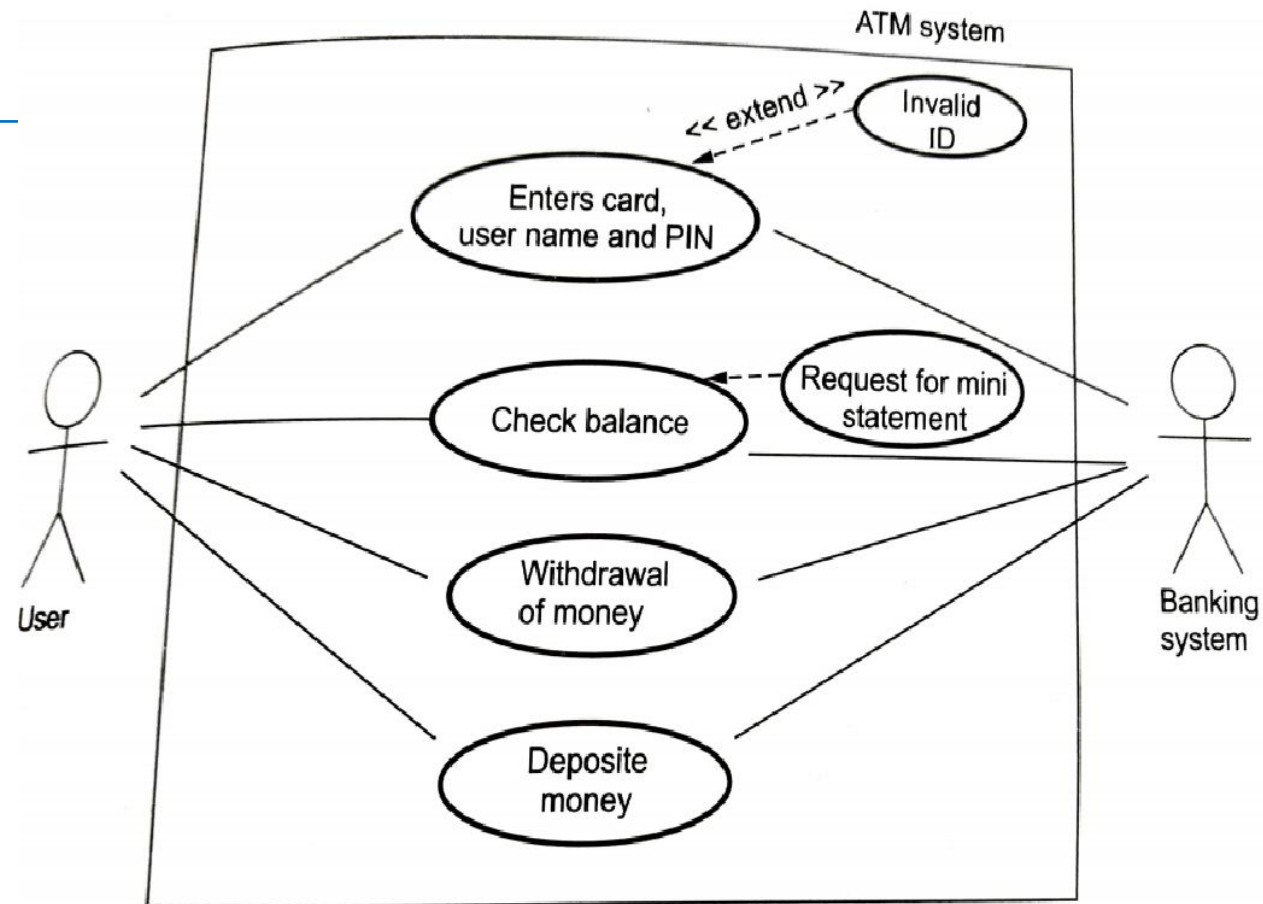 ATM system
<< extend >>
Invalid
ID
Enters card,
user name and PIN
Request for mini
statement
Check balance
Withdrawal
of money
User
Banking
system
Deposite
money